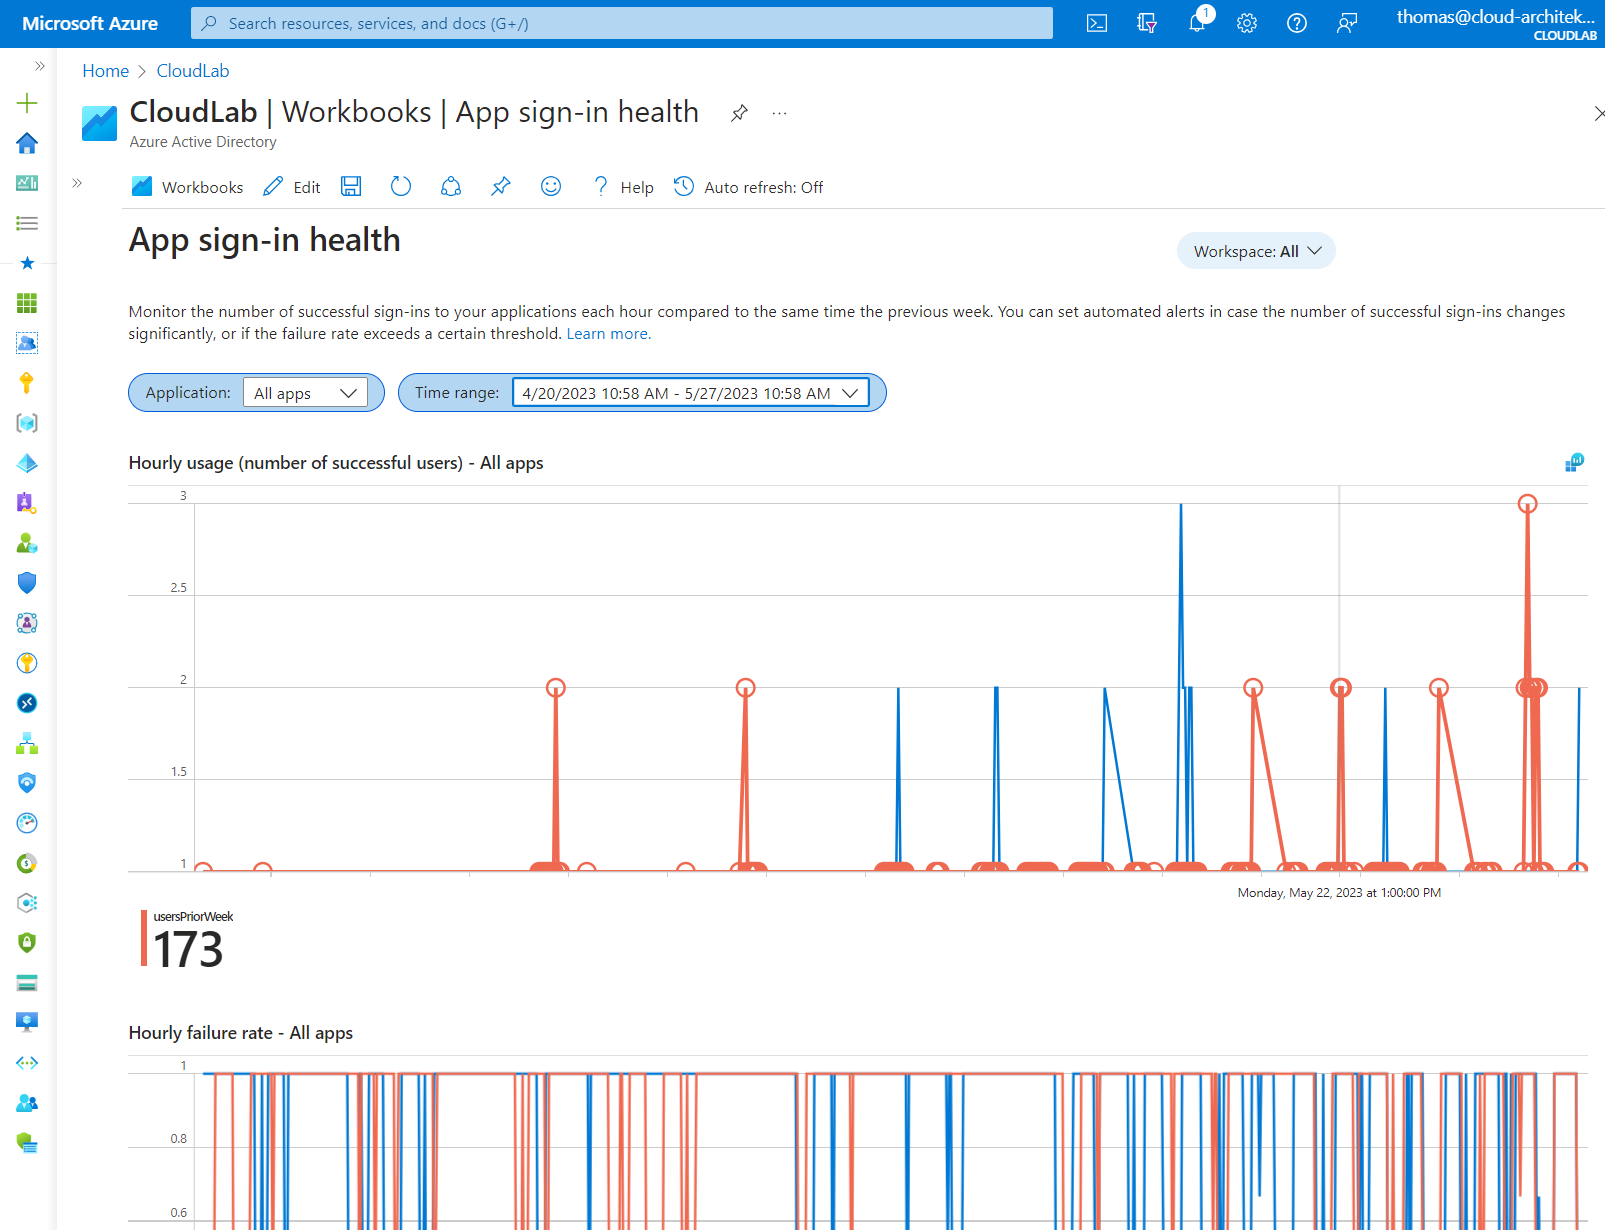 Microsoft Azure
Search resources, services, and docs (G+/)
1
thomas@cloud-architek...
CLOUDLAB
Home > CloudLab
CloudLab | Workbooks | App sign-in health
...
Azure Active Directory
Workbooks
Edit
Help
Auto refresh: Off
App sign-in health
Workspace: All
Monitor the number of successful sign-ins to your applications each hour compared to the same time the previous week. You can set automated alerts in case the number of successful sign-ins changes
significantly, or if the failure rate exceeds a certain threshold. Learn more.
Application: All apps
Time range: 4/20/2023 10:58 AM - 5/27/2023 10:58 AM
Hourly usage (number of successful users) - All apps
3
2.5
2
1.5
1
Monday, May 22, 2023 at 1:00:00 PM
usersPriorWeek
173
Hourly failure rate - All apps
1
0.8
0.6